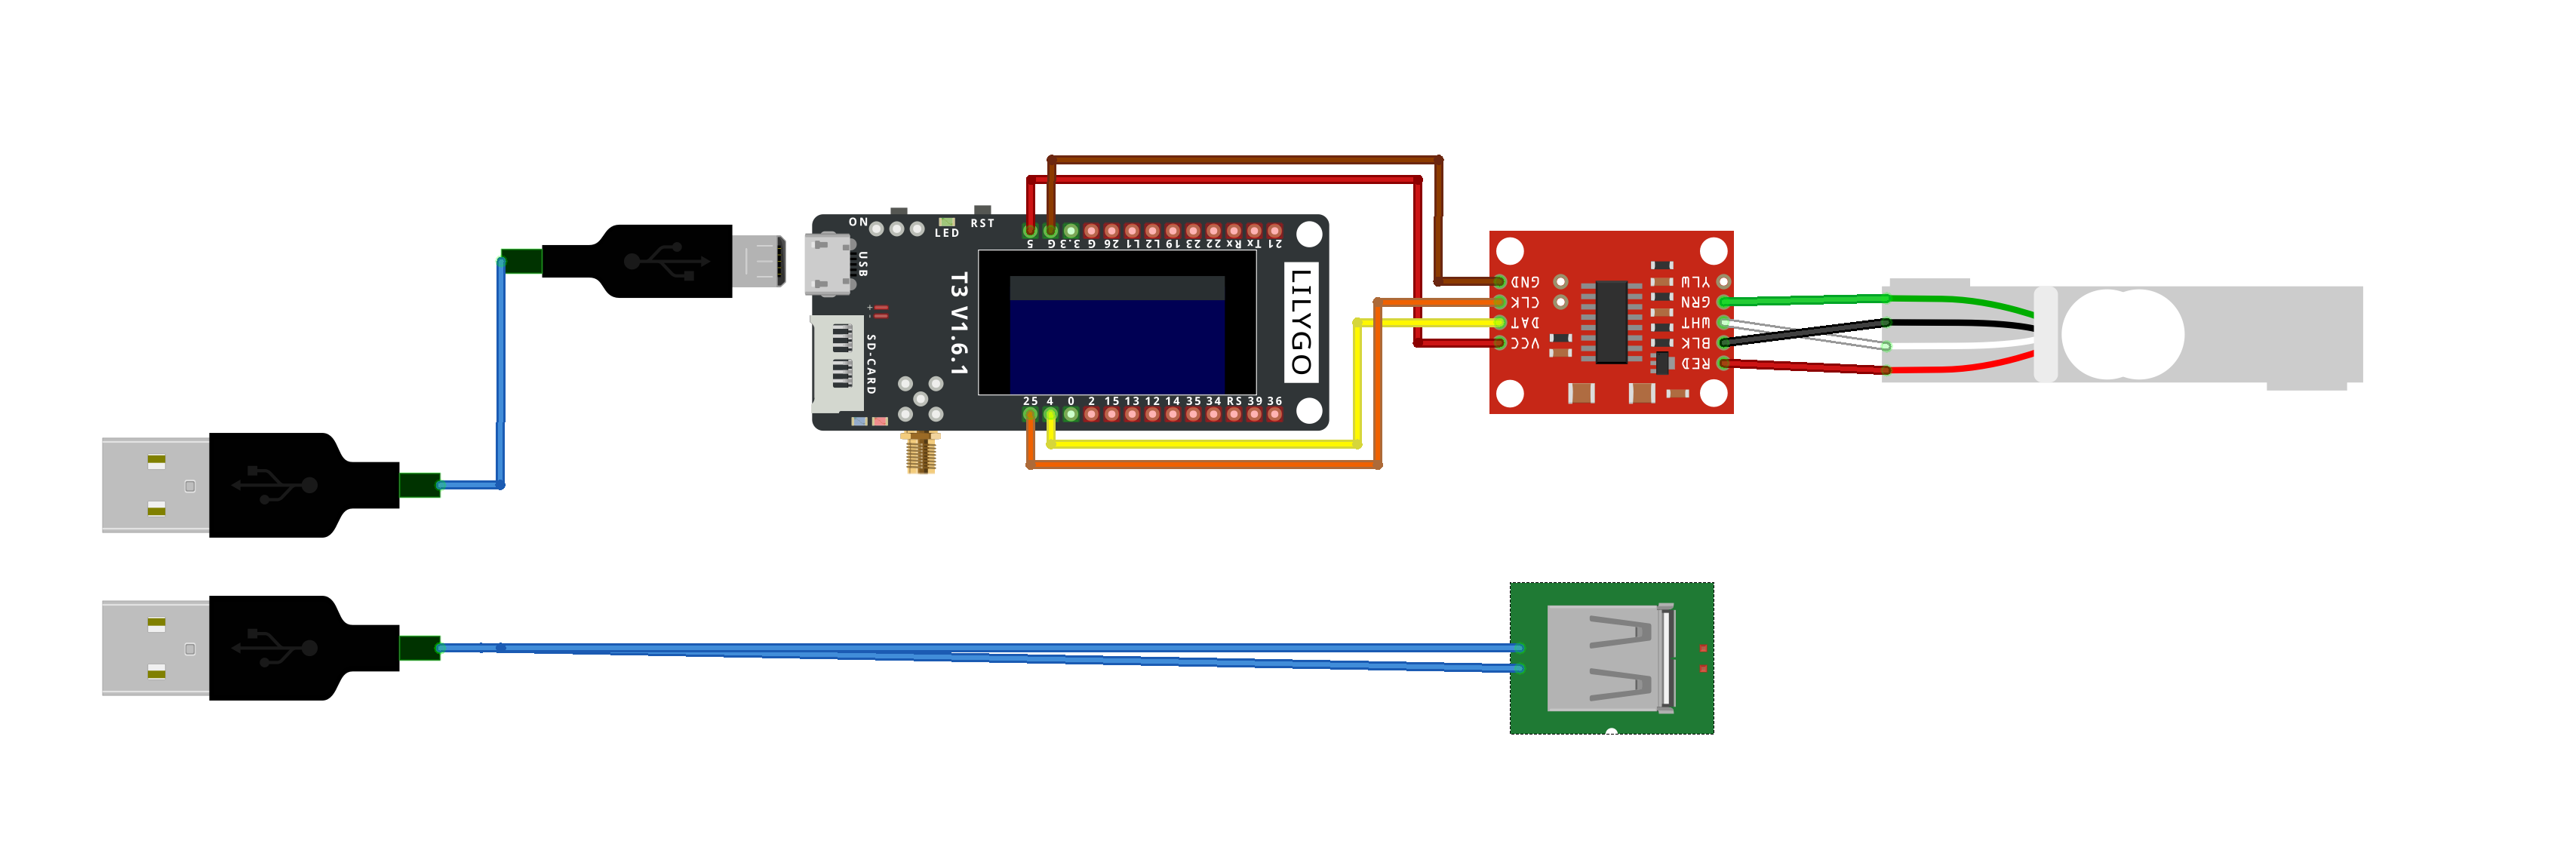 ON
LED
RST
5 G 3.3 G 26 L1 L2 19 23 22 Rx Tx 21
USB
+
-
SD-CARD
T3 V1.6.1
LILYGO
25 4 0 2 15 13 12 14 35 34 RS 39 36
GND
CLK
DAT
VCC
YLW
GRN
WHT
BLK
RED